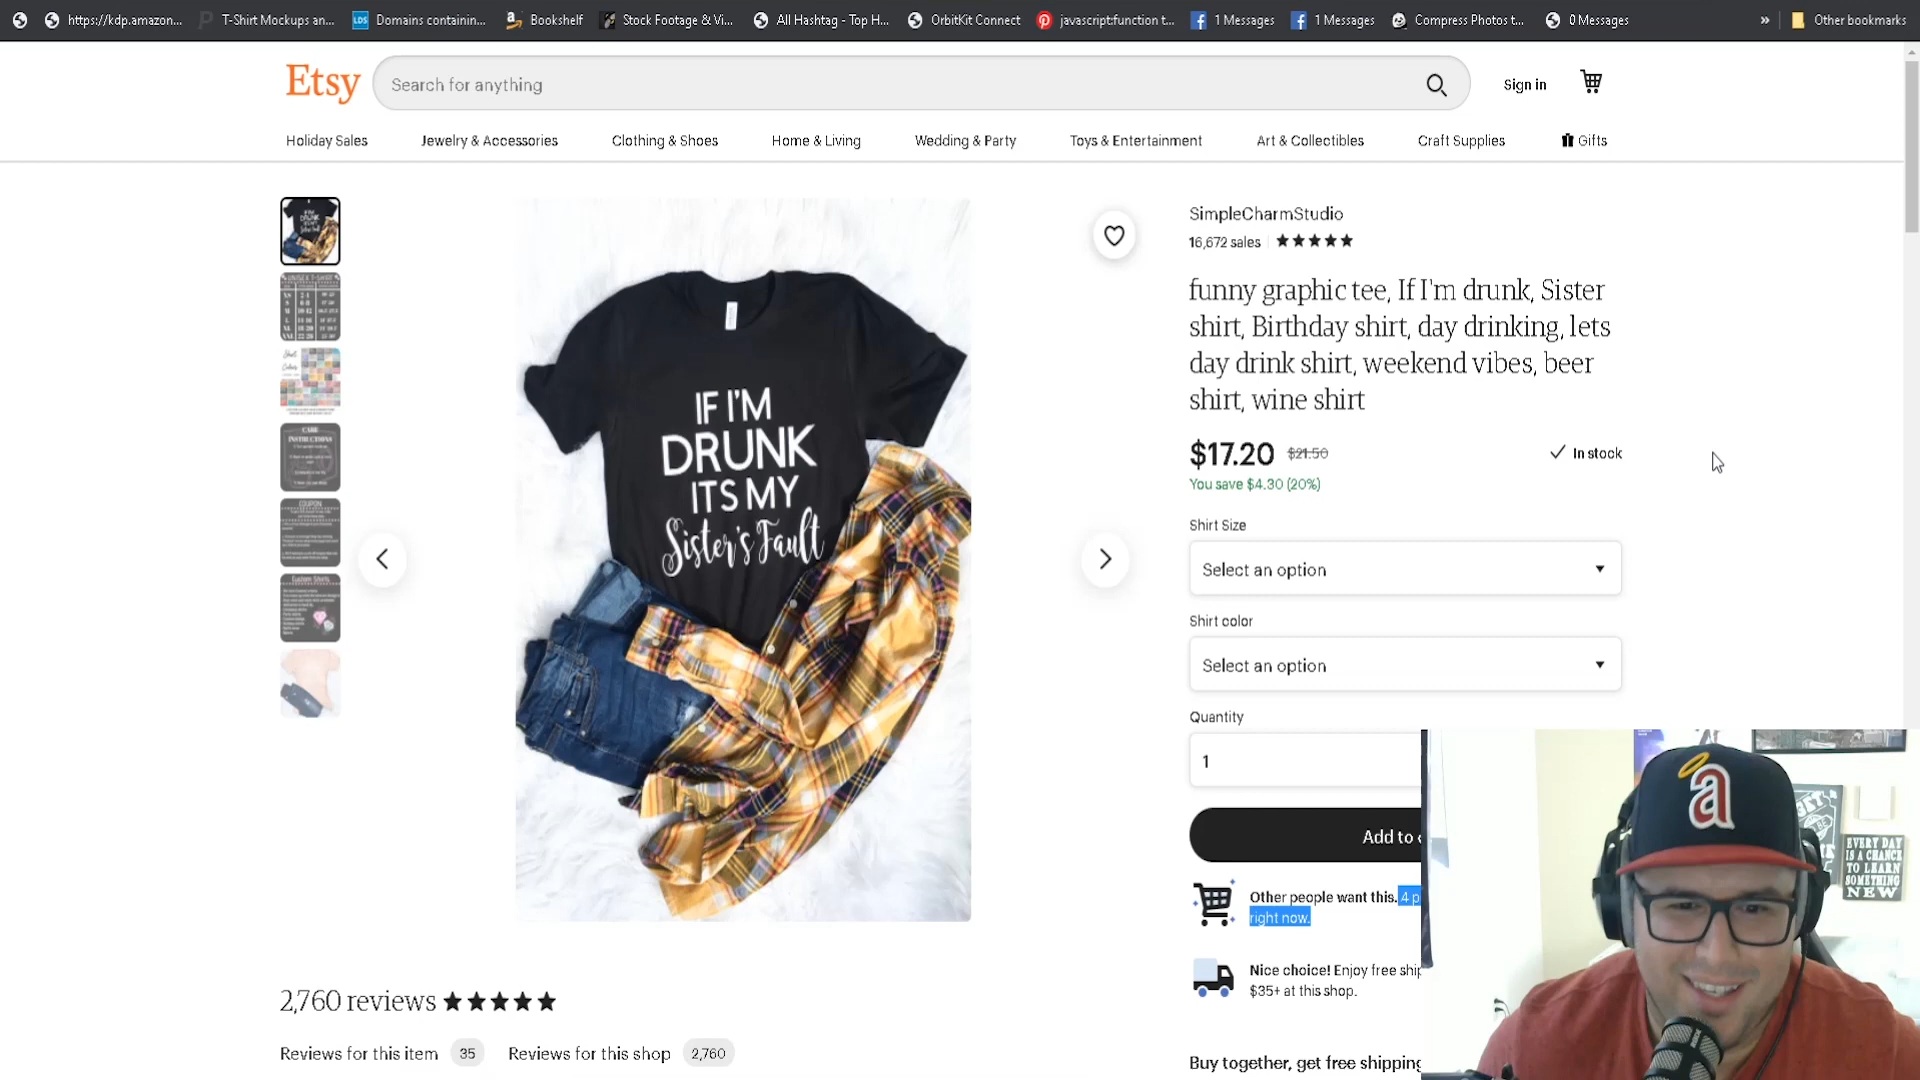 https://kdp.amazon...
T-Shirt Mockups an...
Domains containin...
Bookshelf
Stock Footage & Vi...
All Hashtag - Top H...
OrbitKit Connect
javascript:function t...
1 Messages
1 Messages
Compress Photos t...
0 Messages
»
Other bookmarks
Etsy
Search for anything
Sign in
Holiday Sales
Jewelry & Accessories
Clothing & Shoes
Home & Living
Wedding & Party
Toys & Entertainment
Art & Collectibles
Craft Supplies
Gifts
IF I'M
DRUNK
ITS MY
Sister's Fault
SimpleCharmStudio
16,672 sales
funny graphic tee, If I'm drunk, Sister
shirt, Birthday shirt, day drinking, lets
day drink shirt, weekend vibes, beer
shirt, wine shirt
$17.20 $21.50
In stock
You save $4.30 (20%)
Shirt Size
Select an option
Shirt color
Select an option
Quantity
1
Add to
Other people want this. 4 p
right now.
Nice choice! Enjoy free ship
$35+ at this shop.
Buy together, get free shipping
2,760 reviews
Reviews for this item 35
Reviews for this shop 2,760
a
EVERY DAY
IS A CHANCE
TO LEARN
SOMETHING
NEW